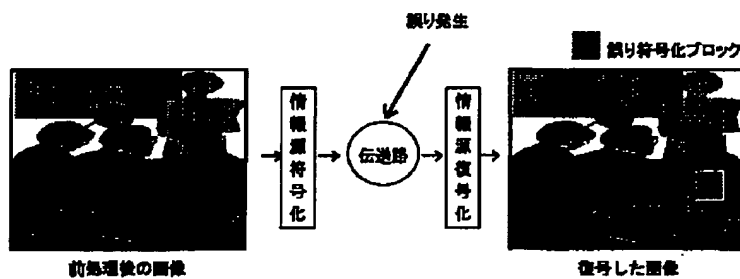 誤り発生
誤り符号化ブロック
情報源符号化
伝送路
情報源復号化
前処理後の画像
復号した画像